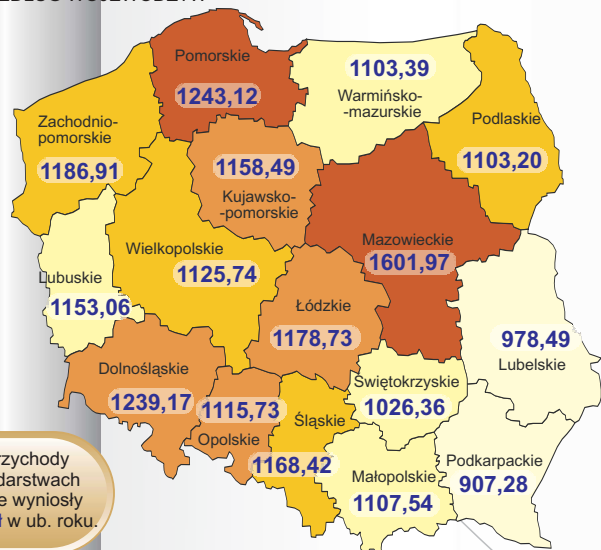 Pomorskie
1243,12
1103,39
Warmińsko-
-mazurskie
Zachodnio-
pomorskie
1186,91
Podlaskie
1103,20
1158,49
Kujawsko-
-pomorskie
Mazowieckie
1601,97
Wielkopolskie
1125,74
Lubuskie
1153,06
Łódzkie
1178,73
978,49
Lubelskie
Dolnośląskie
1239,17
1115,73
Opolskie
Śląskie
1168,42
Świętokrzyskie
1026,36
Małopolskie
1107,54
Podkarpackie
907,28
wyniosły
w ub. roku.